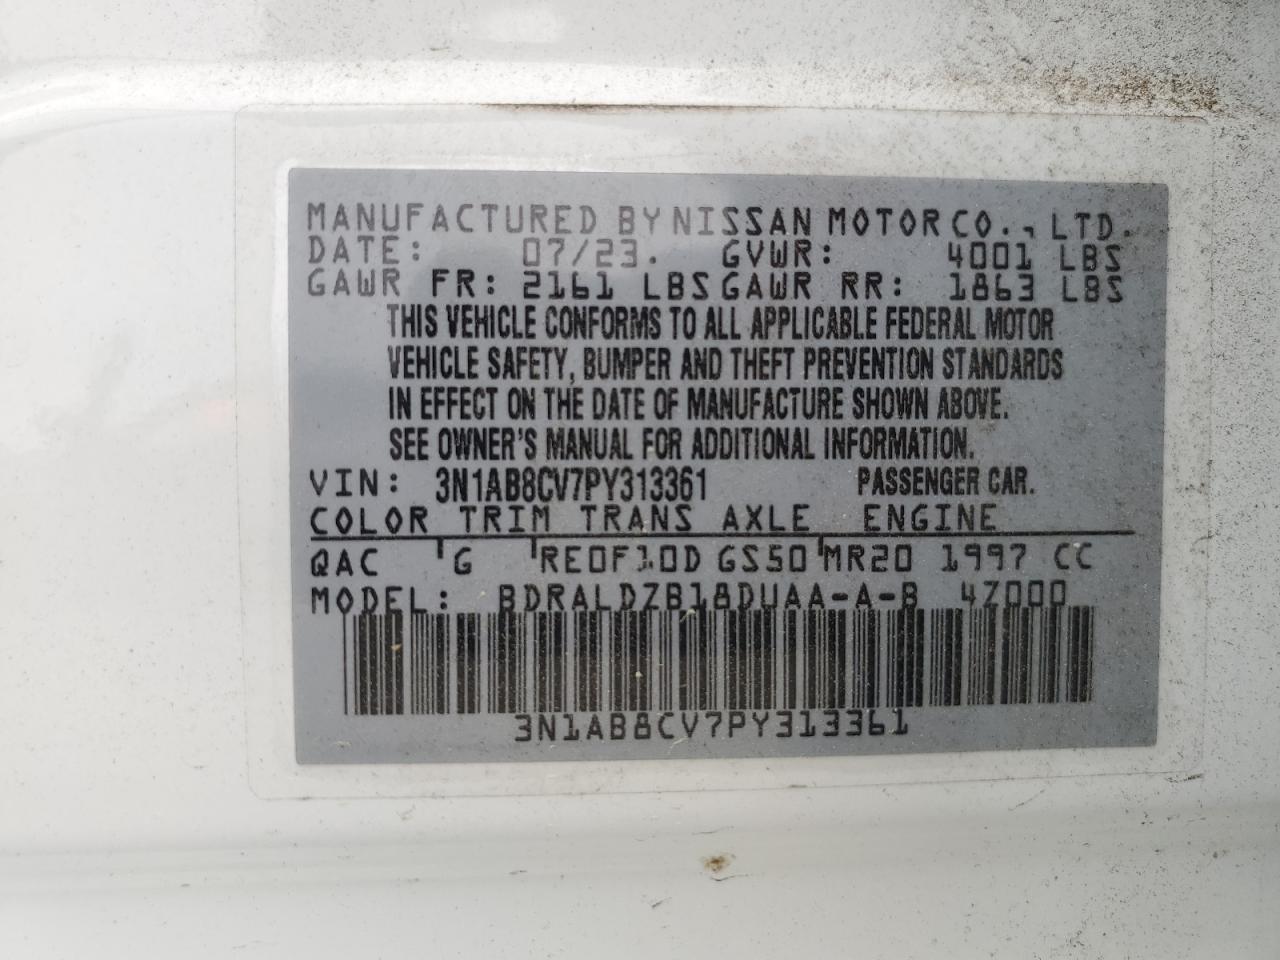 MANUFACTURED BY NISSAN MOTOR CO., LTD.
DATE: 07/23. GVWR: 4001 LBS
GAWR FR: 2161 LBS GAWR RR: 1863 LBS
THIS VEHICLE CONFORMS TO ALL APPLICABLE FEDERAL MOTOR
VEHICLE SAFETY, BUMPER AND THEFT PREVENTION STANDARDS
IN EFFECT ON THE DATE OF MANUFACTURE SHOWN ABOVE.
SEE OWNER'S MANUAL FOR ADDITIONAL INFORMATION.
VIN: 3N1AB8CV7PY313361 PASSENGER CAR.
COLOR TRIM TRANS AXLE ENGINE
QAC G RE0F10D GS50 MR20 1997 CC
MODEL: BDRALDZB18DUAA-A-B 4Z000
3N1AB8CV7PY313361